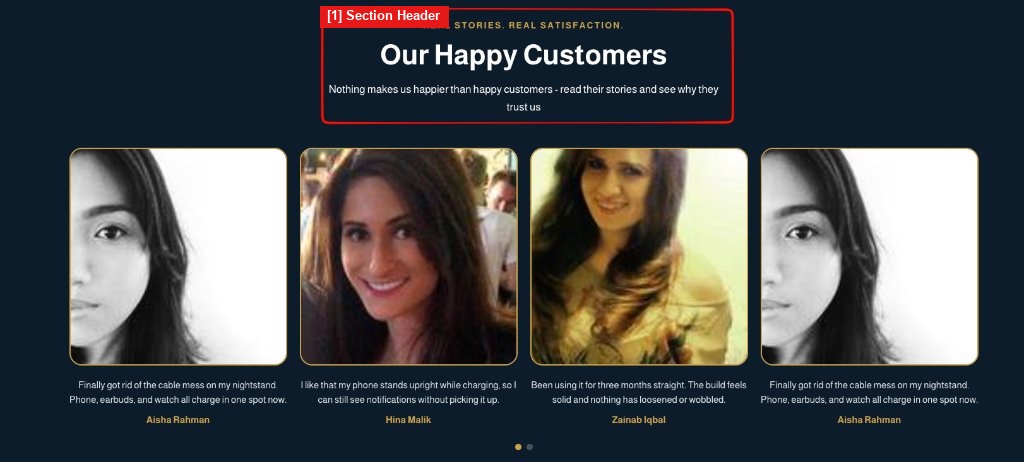 [1] Section Header
STORIES. REAL SATISFACTION.
Our Happy Customers
Nothing makes us happier than happy customers - read their stories and see why they
trust us
Finally got rid of the cable mess on my nightstand.
Phone, earbuds, and watch all charge in one spot now.
Aisha Rahman
I like that my phone stands upright while charging, so I
can still see notifications without picking it up.
Hina Malik
Been using it for three months straight. The build feels
solid and nothing has loosened or wobbled.
Zainab Iqbal
Finally got rid of the cable mess on my nightstand.
Phone, earbuds, and watch all charge in one spot now.
Aisha Rahman